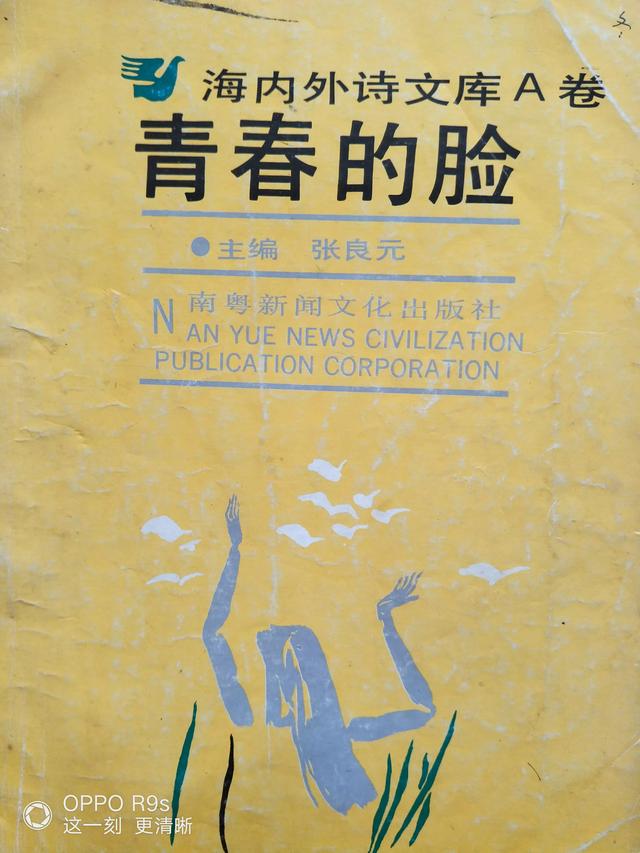 海内外诗文库A卷
青春的脸
●主编 张良元
南粤新闻文化出版社
NAN YUE NEWS CIVILIZATION
PUBLICATION CORPORATION
OPPO R9s
这一刻 更清晰